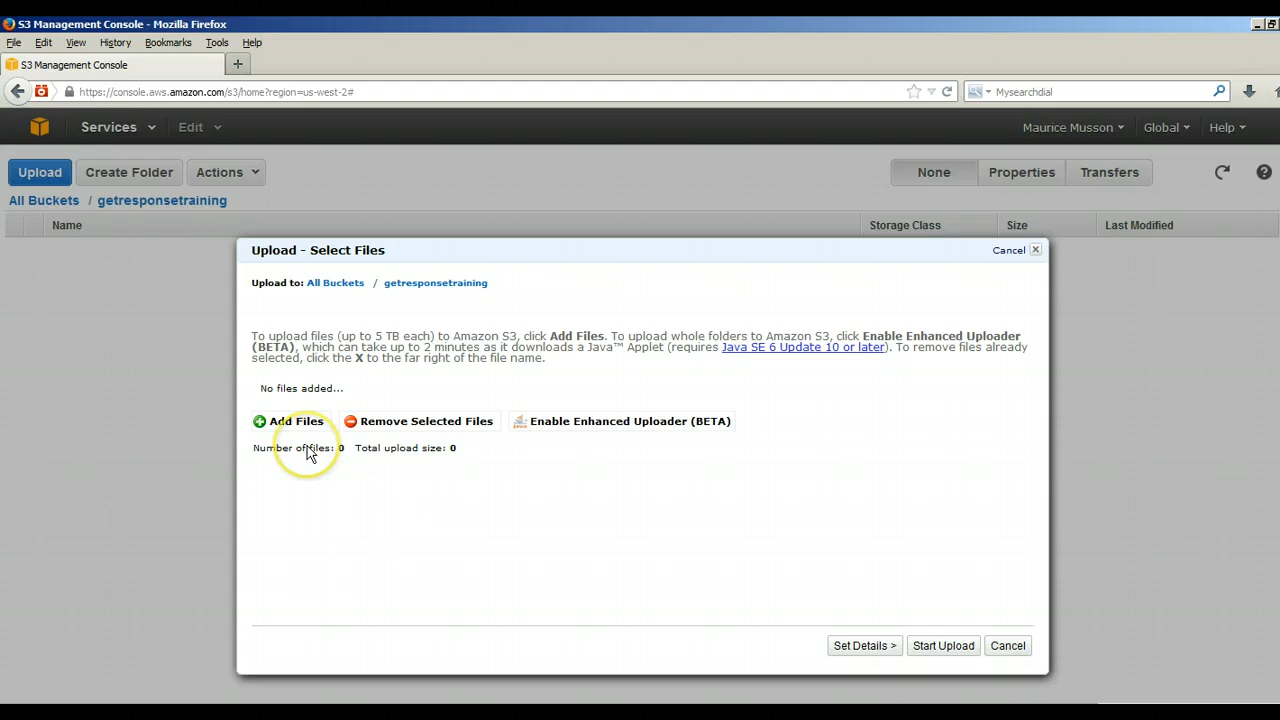 S3 Management Console - Mozilla Firefox
File Edit View History Bookmarks Tools Help
S3 Management Console +
https://console.aws.amazon.com/s3/home?region=us-west-2# Mysearchdial
Services Edit Maurice Musson Global Help
Upload Create Folder Actions None Properties Transfers
All Buckets / getresponsetraining
Name Storage Class Size Last Modified
Upload - Select Files Cancel
Upload to: All Buckets / getresponsetraining
To upload files (up to 5 TB each) to Amazon S3, click Add Files. To upload whole folders to Amazon S3, click Enable Enhanced Uploader
(BETA), which can take up to 2 minutes as it downloads a Java™ Applet (requires Java SE 6 Update 10 or later). To remove files already
selected, click the X to the far right of the file name.
No files added...
Add Files Remove Selected Files Enable Enhanced Uploader (BETA)
Number of files: 0 Total upload size: 0
Set Details > Start Upload Cancel